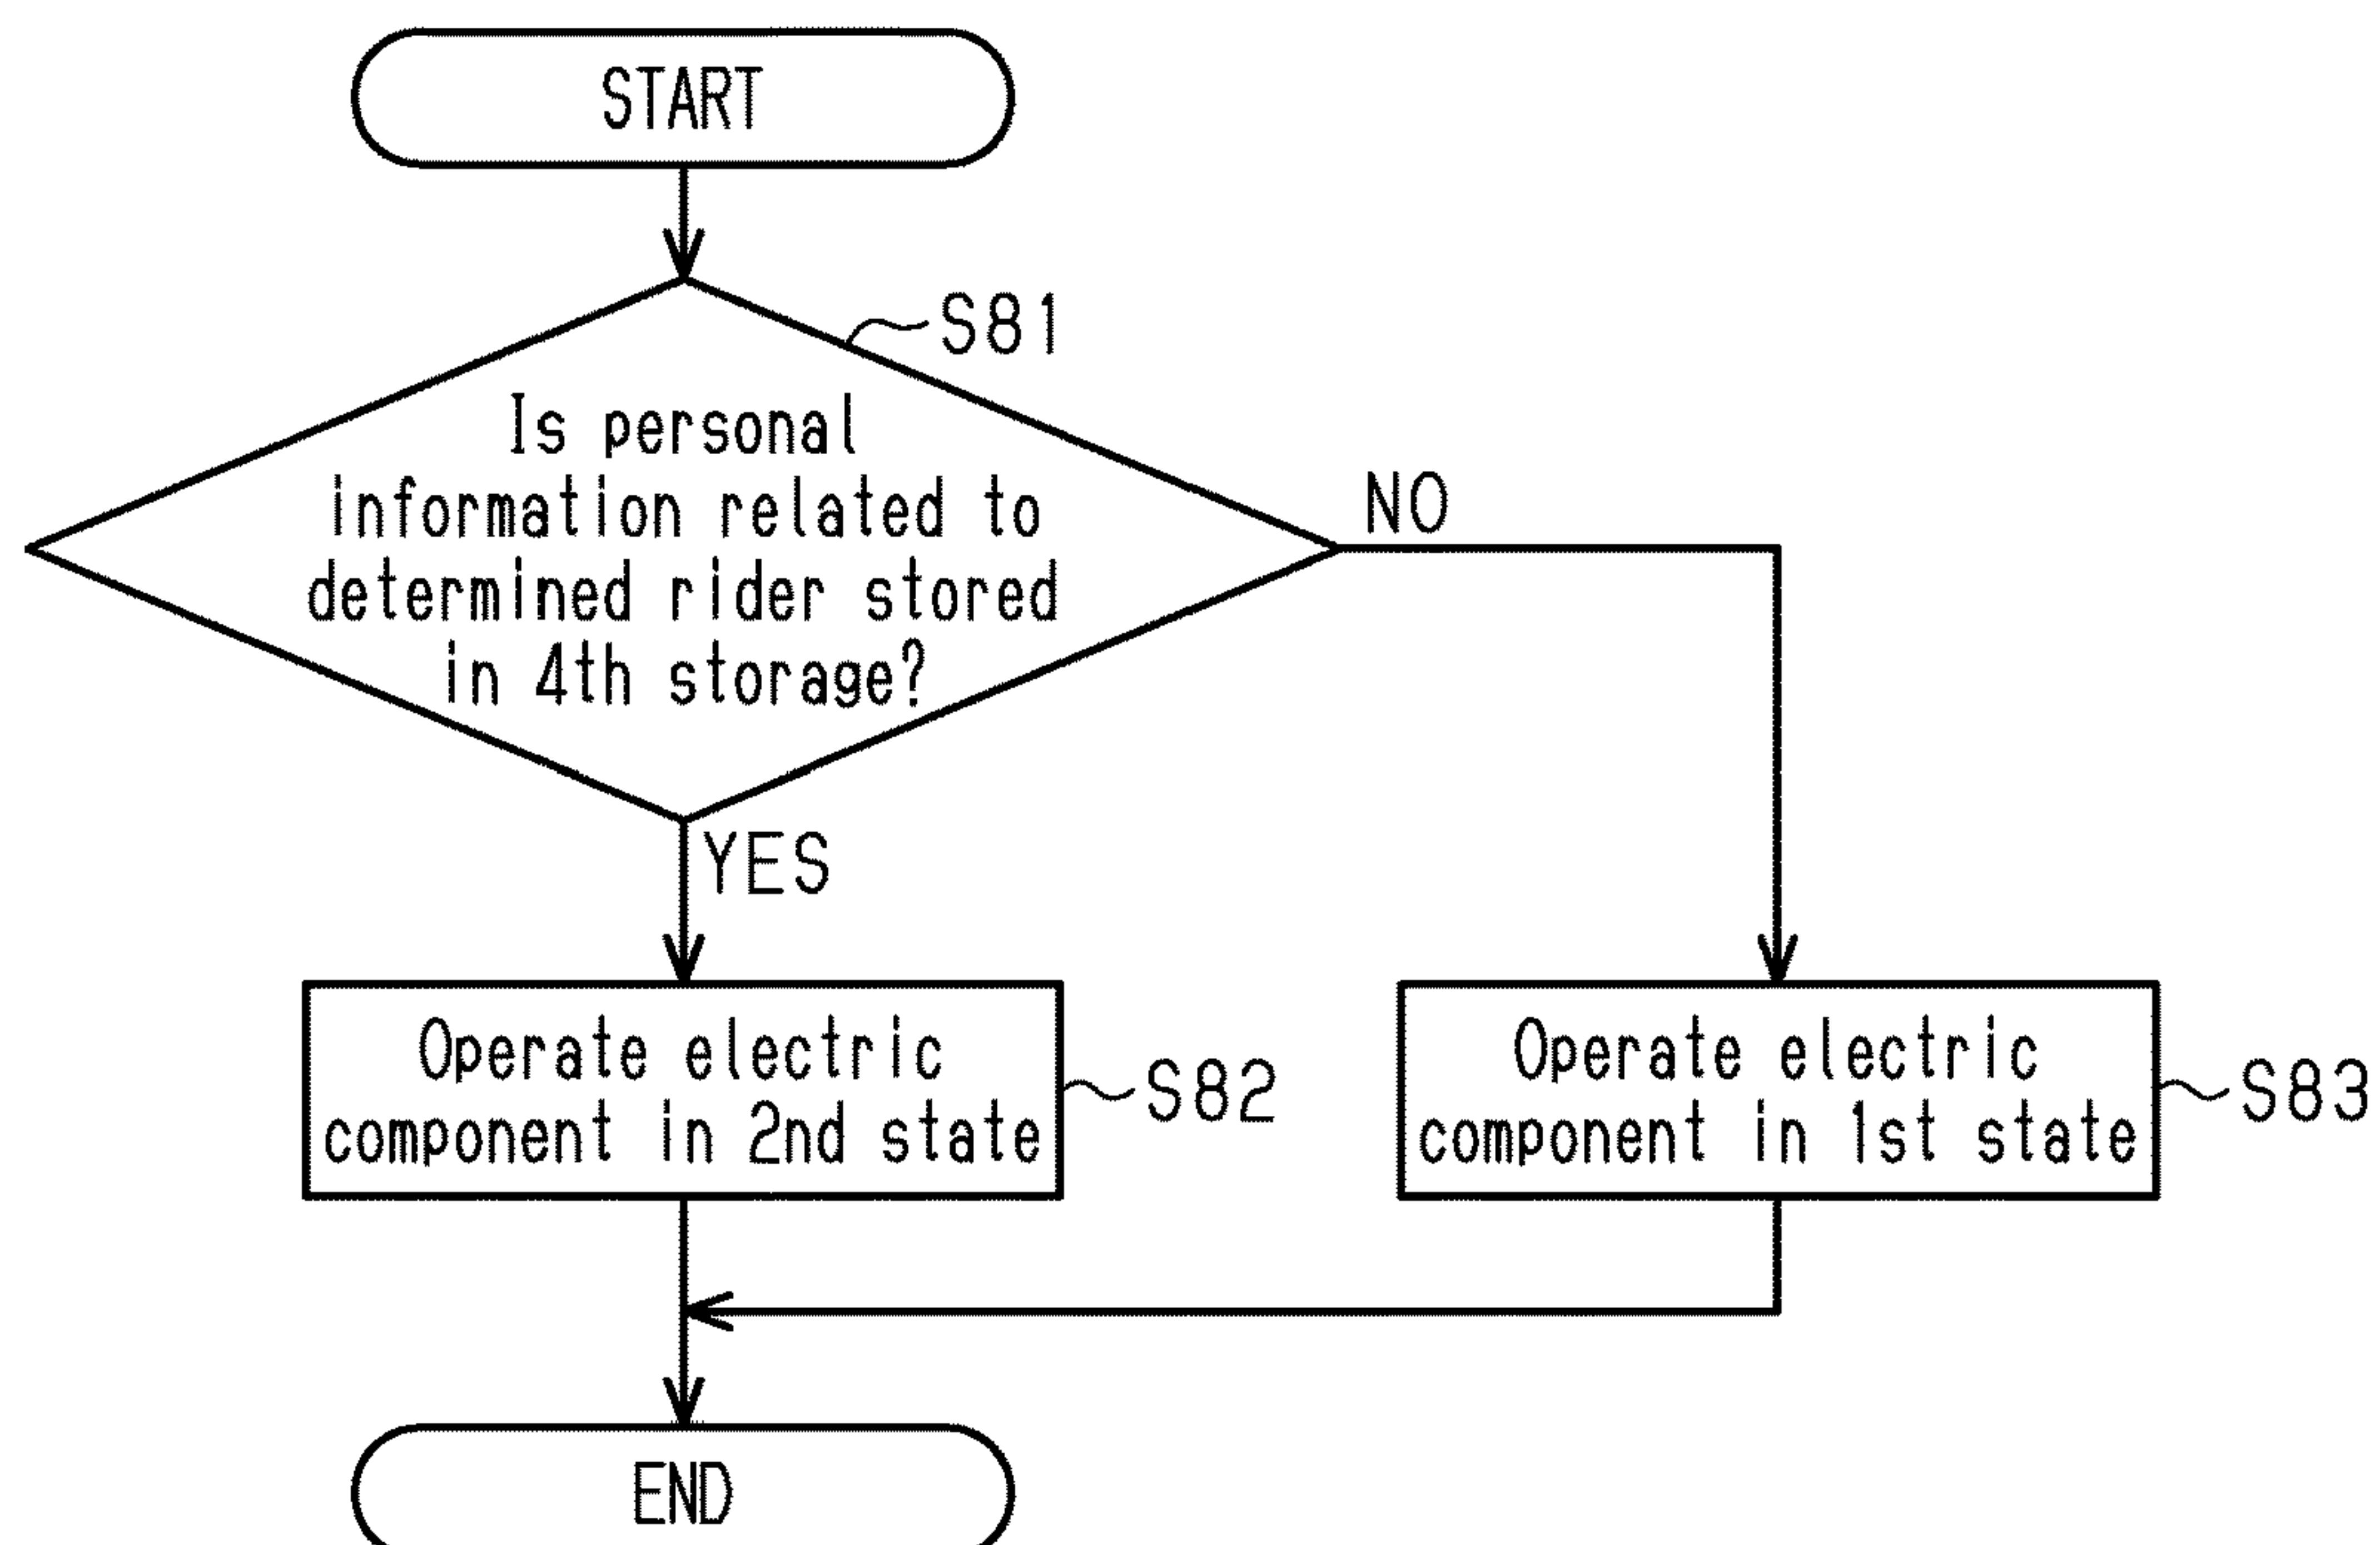 START
S81
Is personal
information related to
determined rider stored
in 4th storage?
NO
YES
Operate electric
component in 2nd state
S82
Operate electric
component in 1st state
S83
END